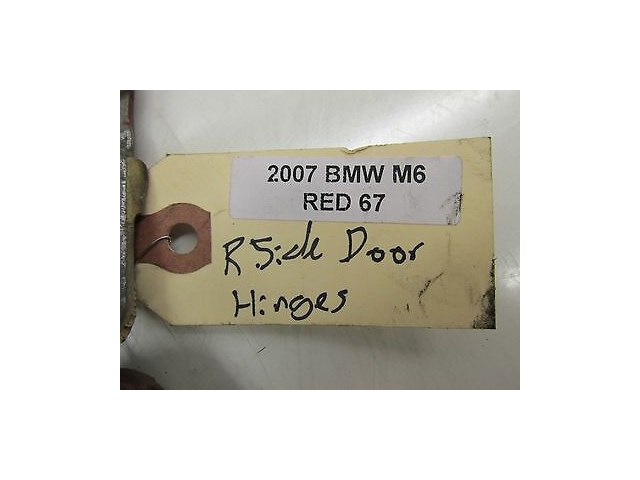 2007 BMW M6
RED 67
R Side Door
Hinges